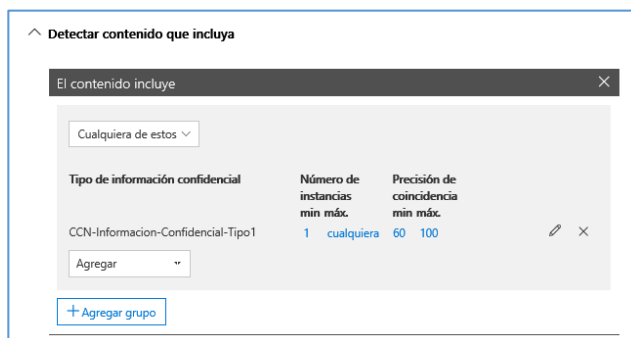 Detectar contenido que incluya
El contenido incluye
Cualquiera de estos
Tipo de información confidencial
Número de
instancias
min máx.
Precisión de
coincidencia
min máx.
CCN-Informacion-Confidencial-Tipo1
1 cualquiera 60 100
Agregar
+ Agregar grupo